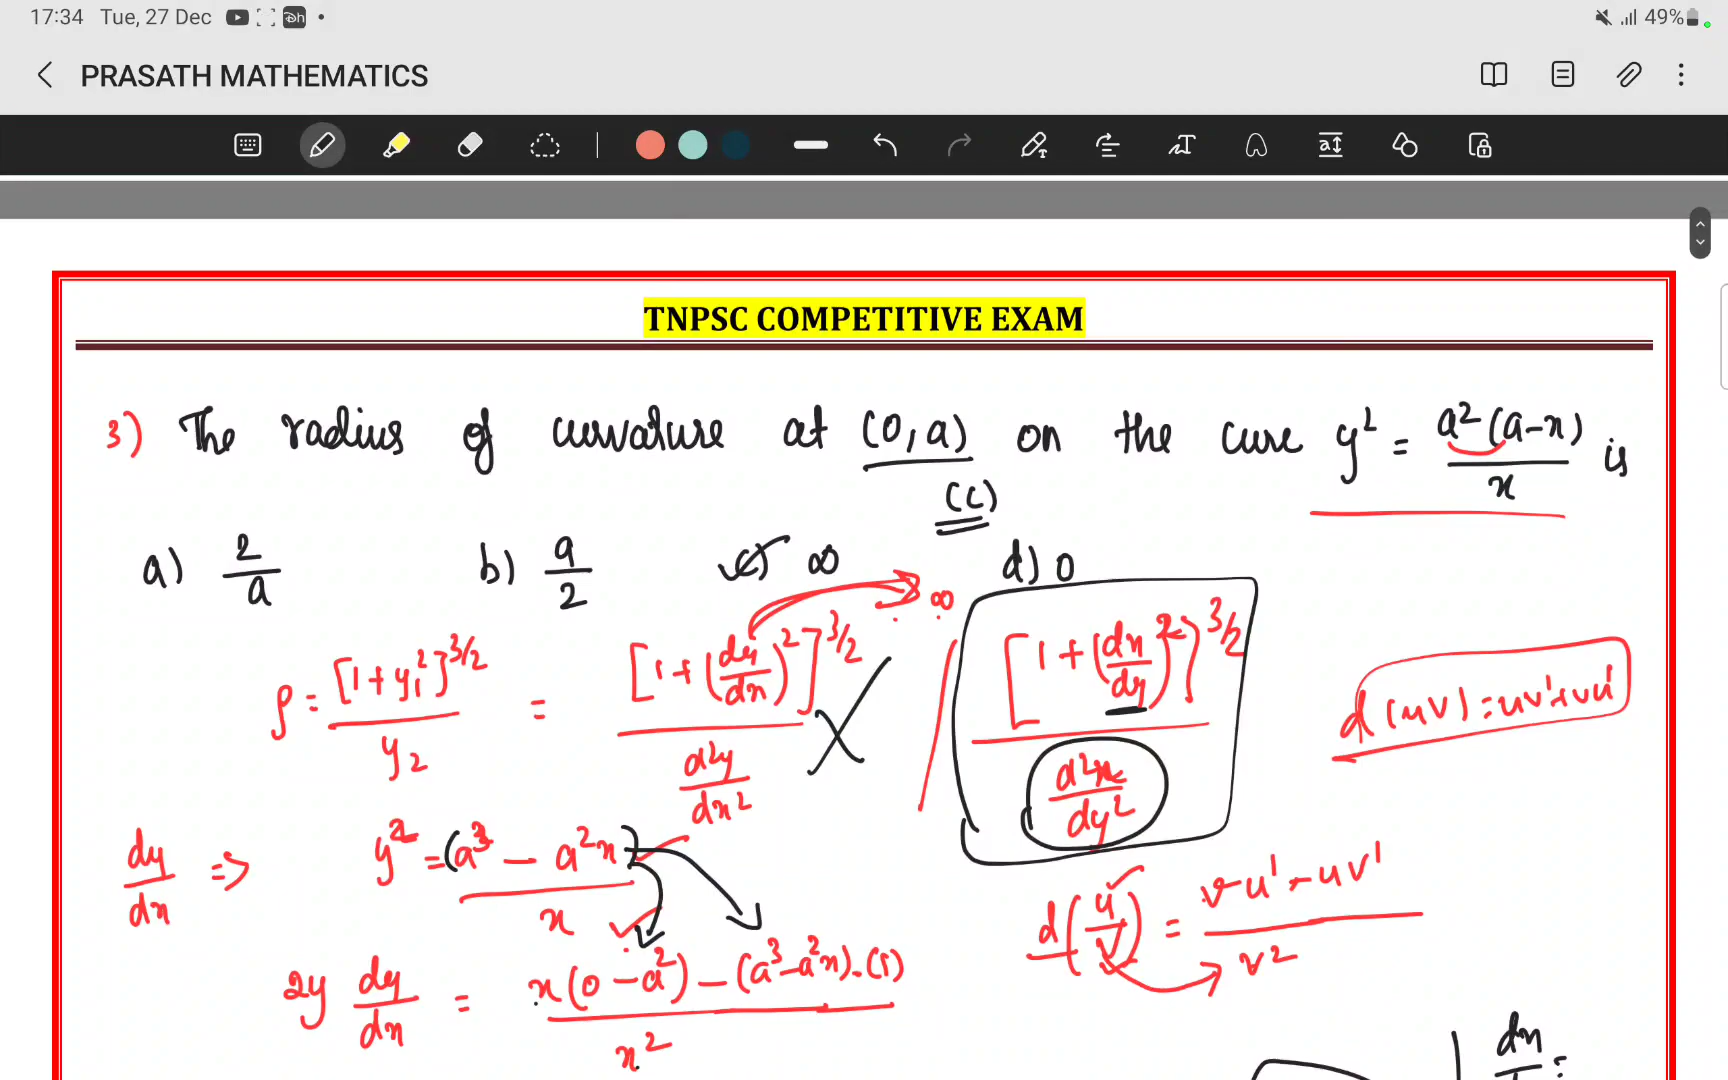 17:34 Tue, 27 Dec
49%
PRASATH MATHEMATICS
TNPSC COMPETITIVE EXAM
3) The radius of curvature at (0,a) on the cure y² = a²(a-x)/x is
(c)
a) 2/a b) a/2 c) ∞ d) 0
ρ = [1+y₁²]^3/2 / y₂ = [1+(dy/dx)²]^3/2 / d²y/dx² ∞ [1+(dx/dy)²]^3/2 / d²x/dy²
d(uv) = uv'+vu'
dy/dx ⇒ y² = (a³ - a²x)/x
d(u/v) = vu' - uv' / v²
2y dy/dx = x(0-a²) - (a³-a²x).(1) / x²
dx